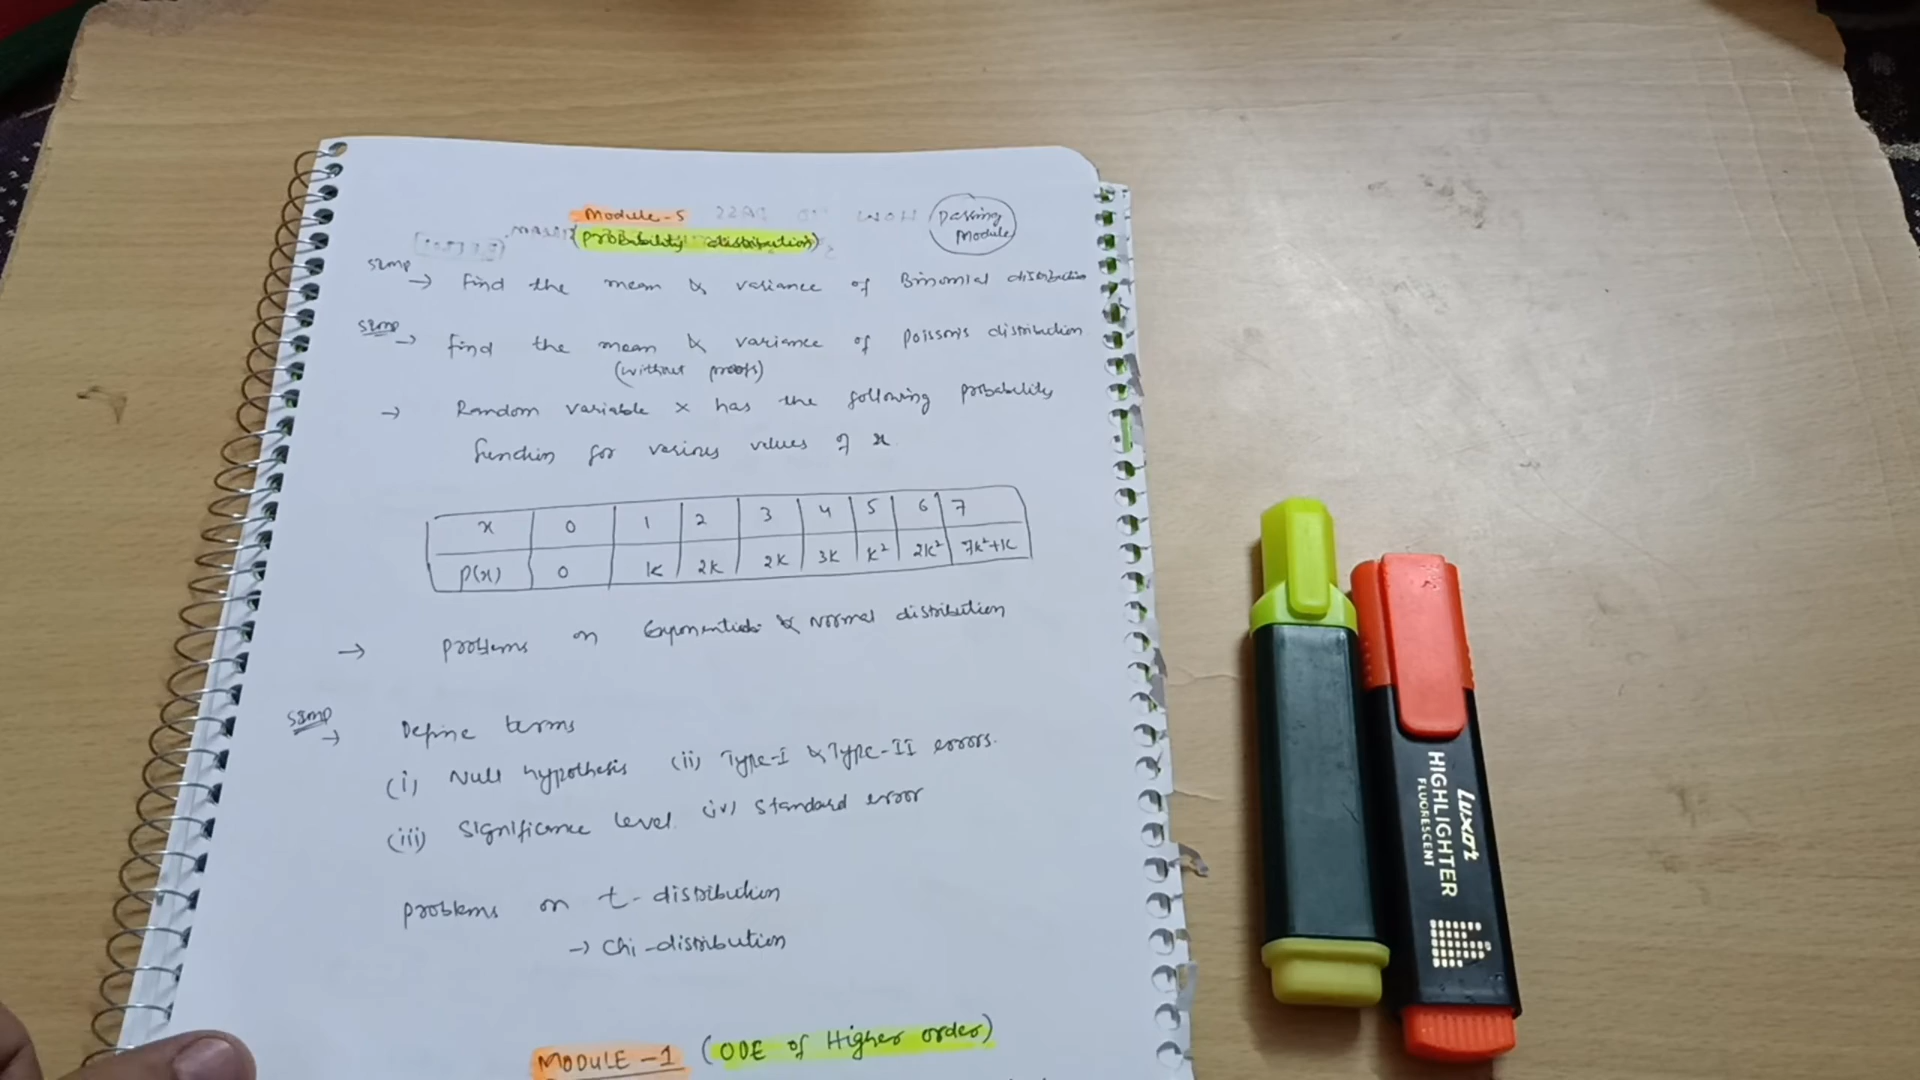 Module-5
Passing
Module
(Probability distribution)
SIMP
→ Find the mean & variance of Binomial distribution
SIMP
→ Find the mean & variance of Poisson's distribution
(without proofs)
→ Random variable x has the following probability
function for various values of x.
x 0 1 2 3 4 5 6 7
P(x) 0 K 2K 2K 3K K² 2K² 7K²+K
→ problems on Exponential & Normal distribution
SIMP
→ Define terms
(i) Null hypothesis (ii) Type-I & Type-II errors.
(iii) Significance level. (iv) Standard error
problems on t-distribution
→ Chi-distribution
MODULE-1 (ODE of Higher order)
Luxor
HIGHLIGHTER
FLUORESCENT